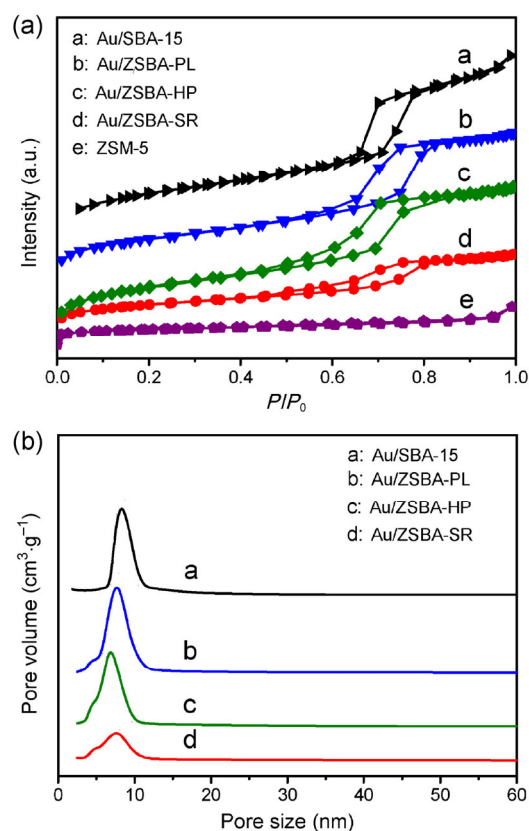 (a)
a: Au/SBA-15
b: Au/ZSBA-PL
c: Au/ZSBA-HP
d: Au/ZSBA-SR
e: ZSM-5
a
b
c
d
e
Intensity (a.u.)
0.0 0.2 0.4 0.6 0.8 1.0
P/P₀
(b)
a: Au/SBA-15
b: Au/ZSBA-PL
c: Au/ZSBA-HP
d: Au/ZSBA-SR
a
b
c
d
Pore volume (cm³·g⁻¹)
0 10 20 30 40 50 60
Pore size (nm)